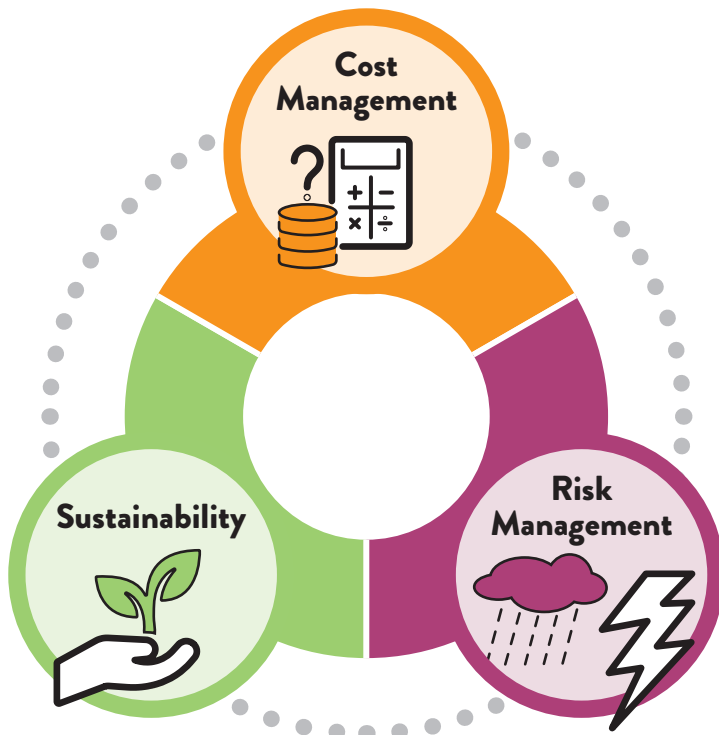 Cost
Management
Sustainability
Risk
Management